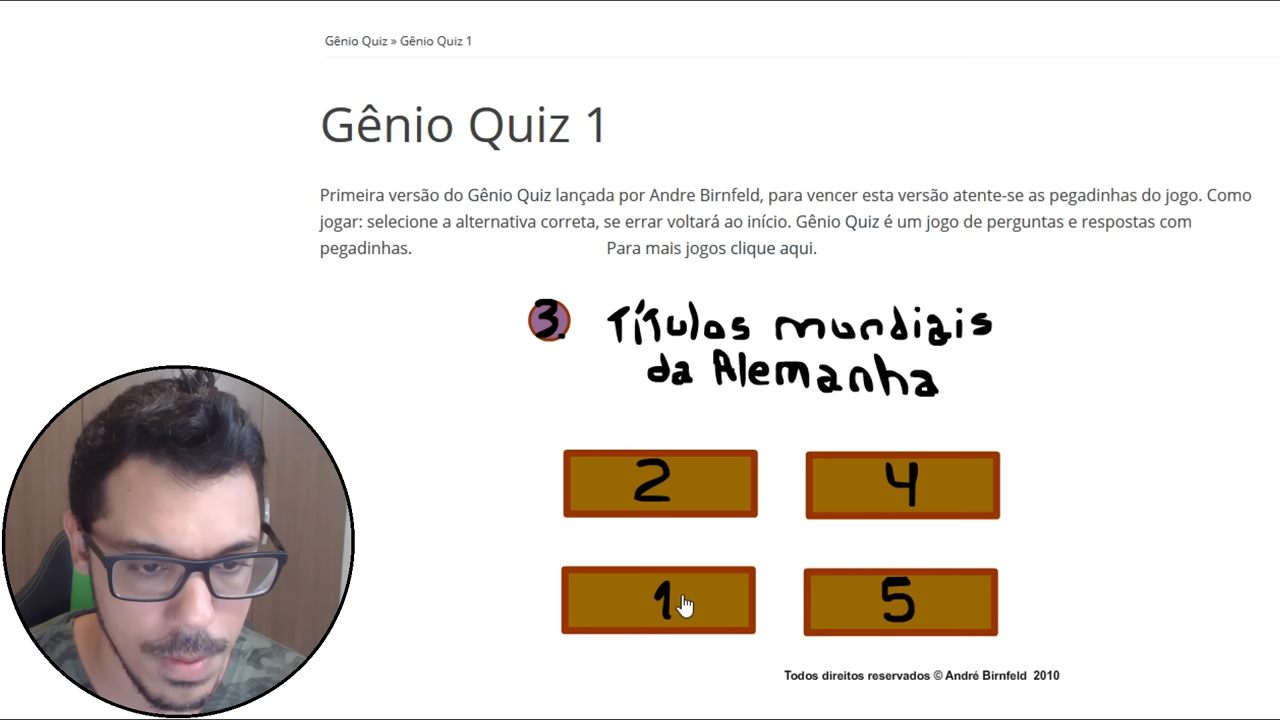 Gênio Quiz » Gênio Quiz 1
Gênio Quiz 1
Primeira versão do Gênio Quiz lançada por Andre Birnfeld, para vencer esta versão atente-se as pegadinhas do jogo. Como
jogar: selecione a alternativa correta, se errar voltará ao início. Gênio Quiz é um jogo de perguntas e respostas com
pegadinhas. Para mais jogos clique aqui.
3. Títulos mundiais
da Alemanha
2 4
1 5
Todos direitos reservados © André Birnfeld 2010